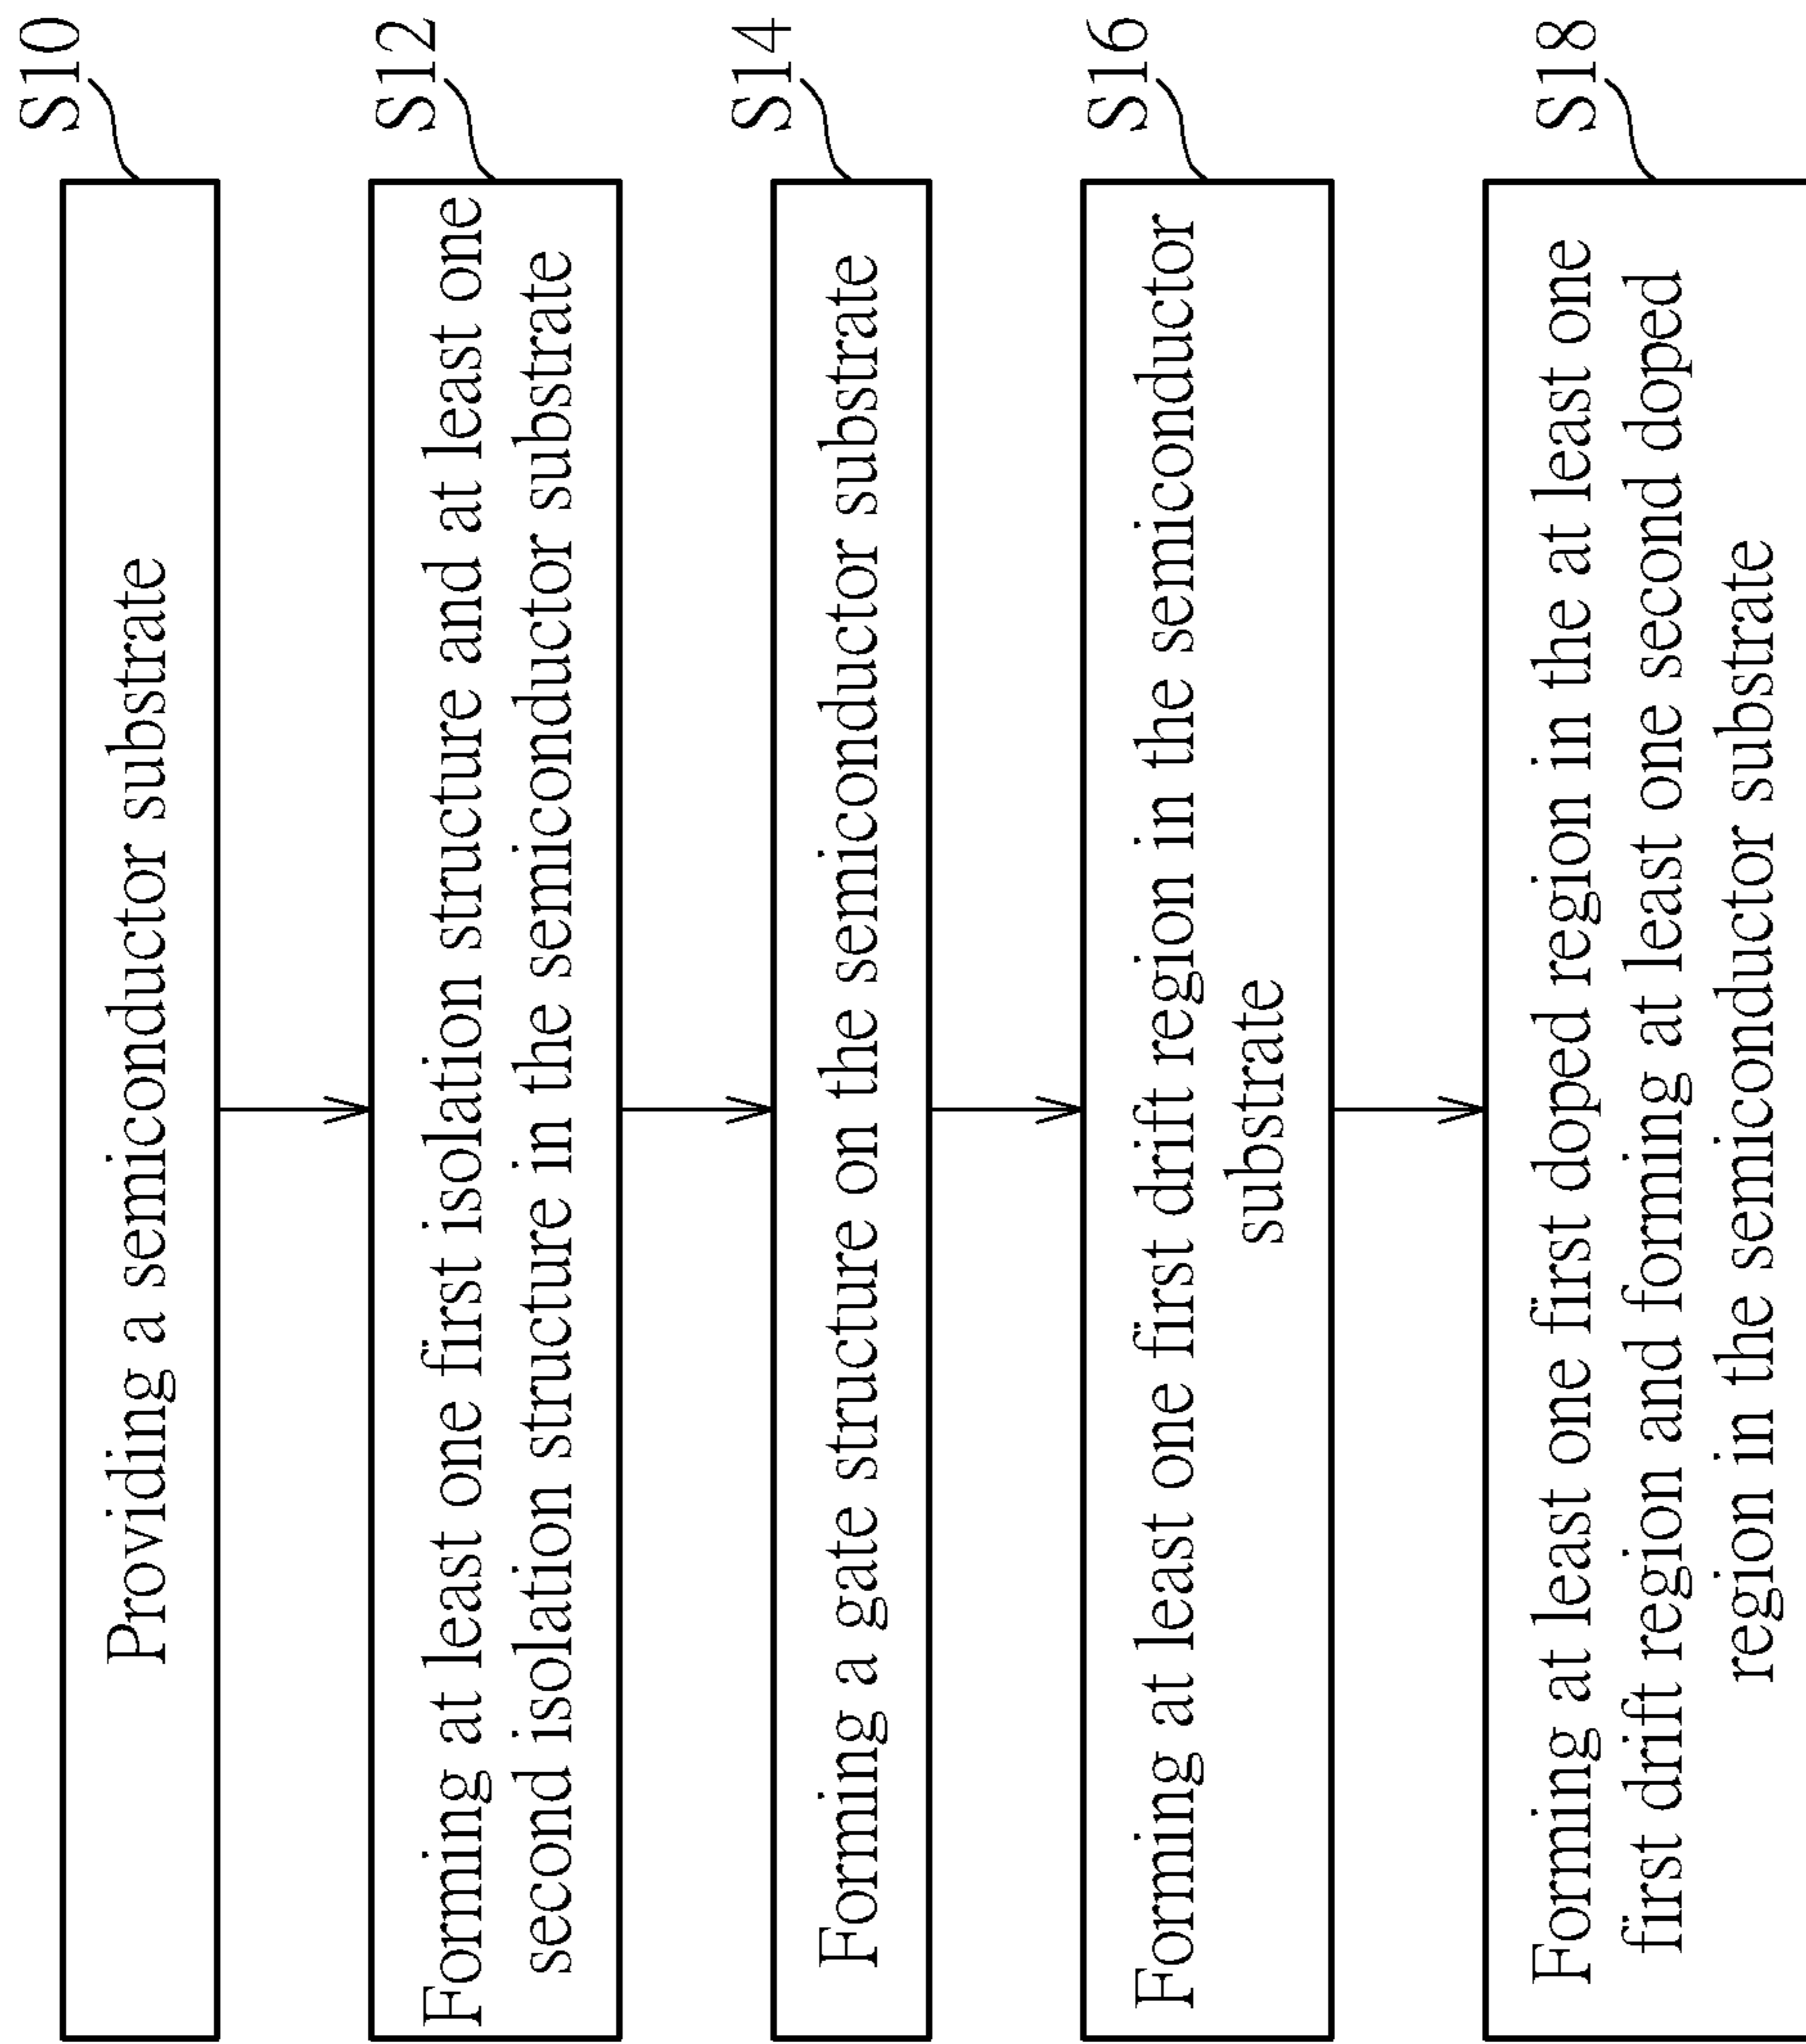 S10
Providing a semiconductor substrate
S12
Forming at least one first isolation structure and at least one
second isolation structure in the semiconductor substrate
S14
Forming a gate structure on the semiconductor substrate
S16
Forming at least one first drift region in the semiconductor
substrate
S18
Forming at least one first doped region in the at least one
first drift region and forming at least one second doped
region in the semiconductor substrate